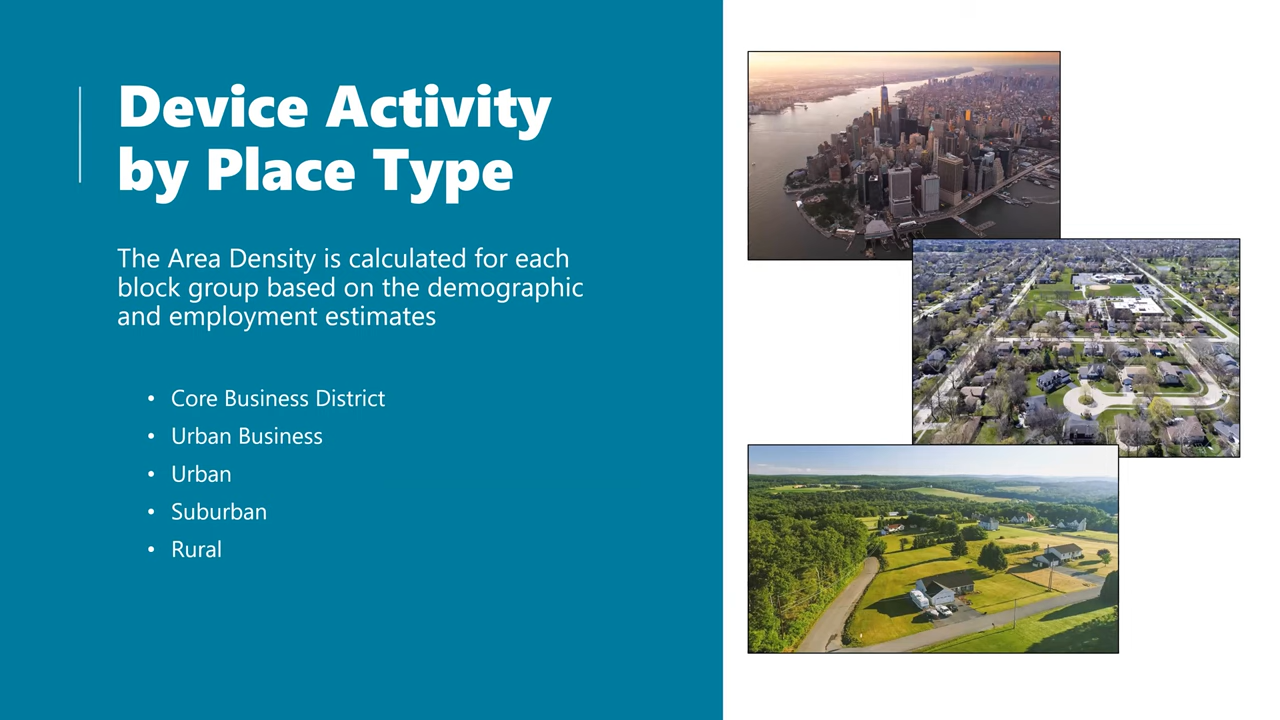 Device Activity
by Place Type
The Area Density is calculated for each
block group based on the demographic
and employment estimates
• Core Business District
• Urban Business
• Urban
• Suburban
• Rural